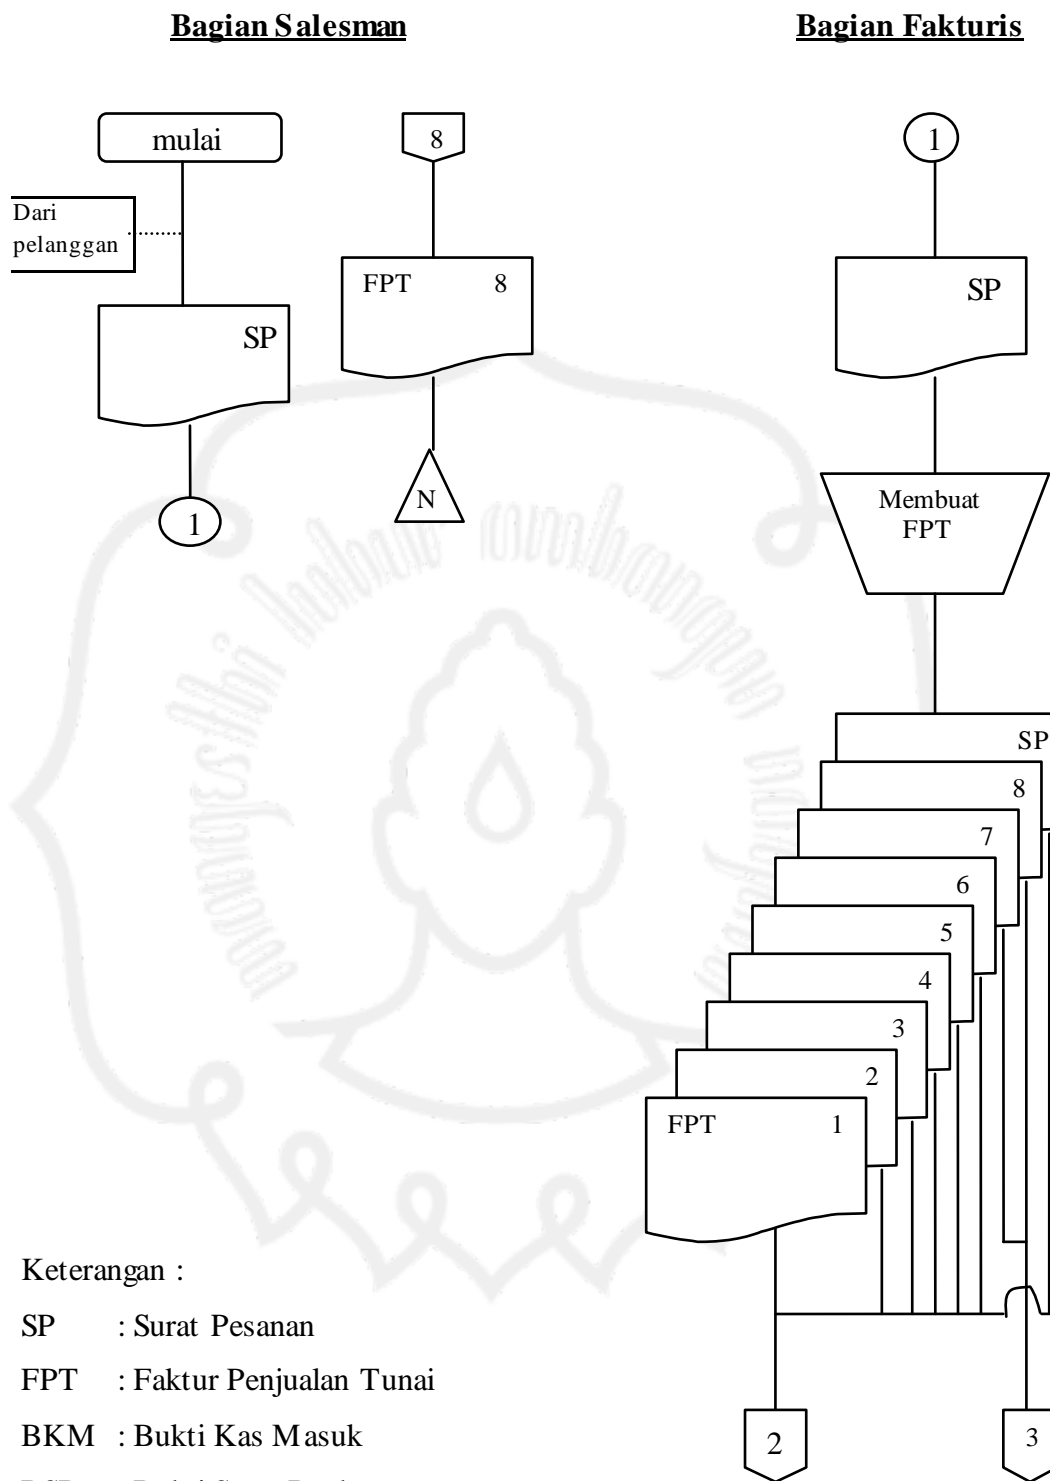 Bagian Salesman
Bagian Fakturis
mulai
Dari
pelanggan
SP
1
8
FPT 8
N
1
SP
Membuat
FPT
SP
8
7
6
5
4
3
2
FPT 1
2
3
Keterangan :
SP : Surat Pesanan
FPT : Faktur Penjualan Tunai
BKM : Bukti Kas Masuk